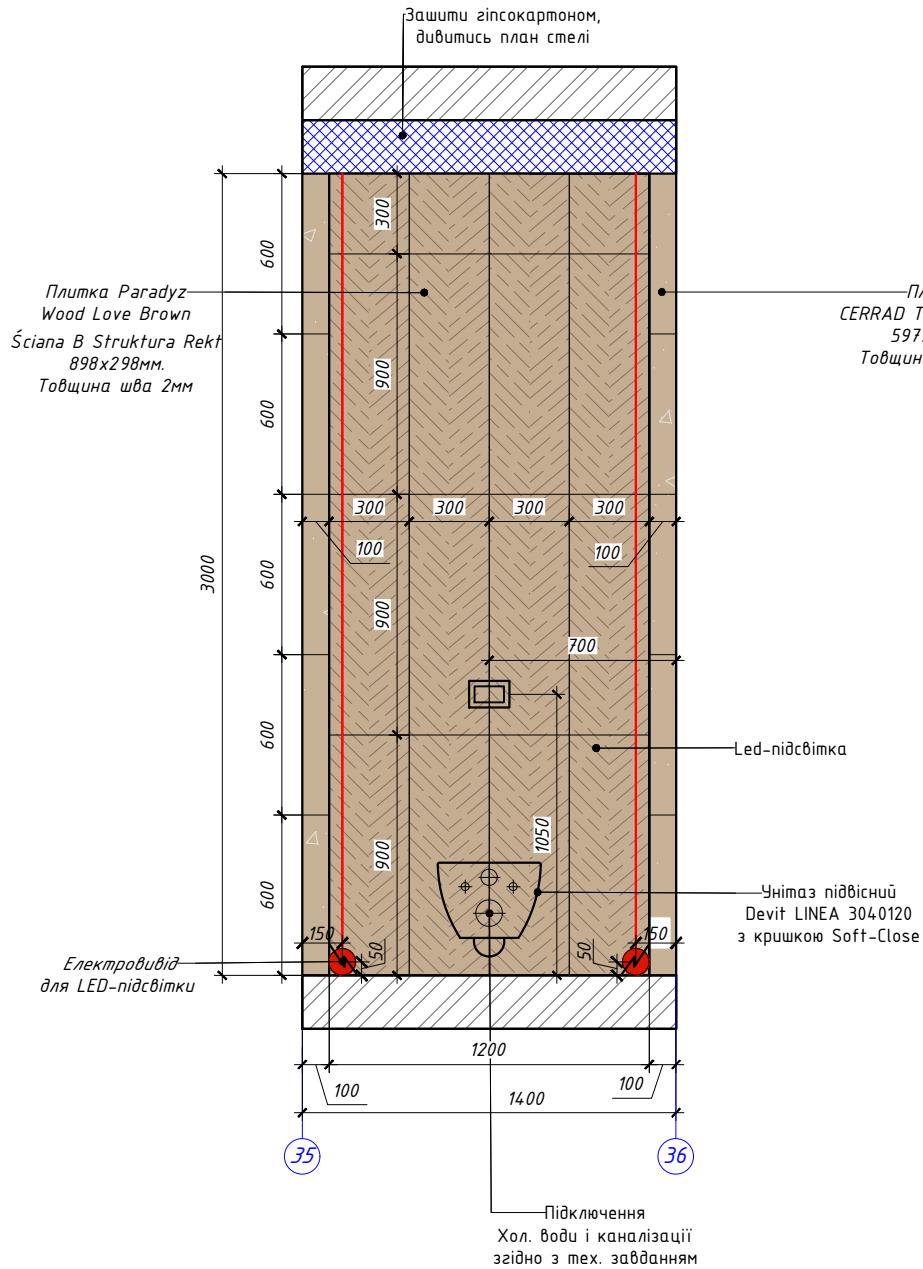 Зашити гіпсокартоном,
дивитись план стелі
300
600
Плитка Paradyz
Wood Love Brown
Ściana B Struktura Rekt
898x298мм.
Товщина шва 2мм
Пл
CERRAD T
597
Товщин
900
600
300
300
300
300
100
100
3000
600
900
700
600
Led-підсвітка
1050
900
600
Унітаз підвісний
Devit LINEA 3040120
з кришкою Soft-Close
150
150
50
50
Електровивід
для LED-підсвітки
1200
100
100
1400
35
36
Підключення
Хол. води і каналізації
згідно з тех. завданням